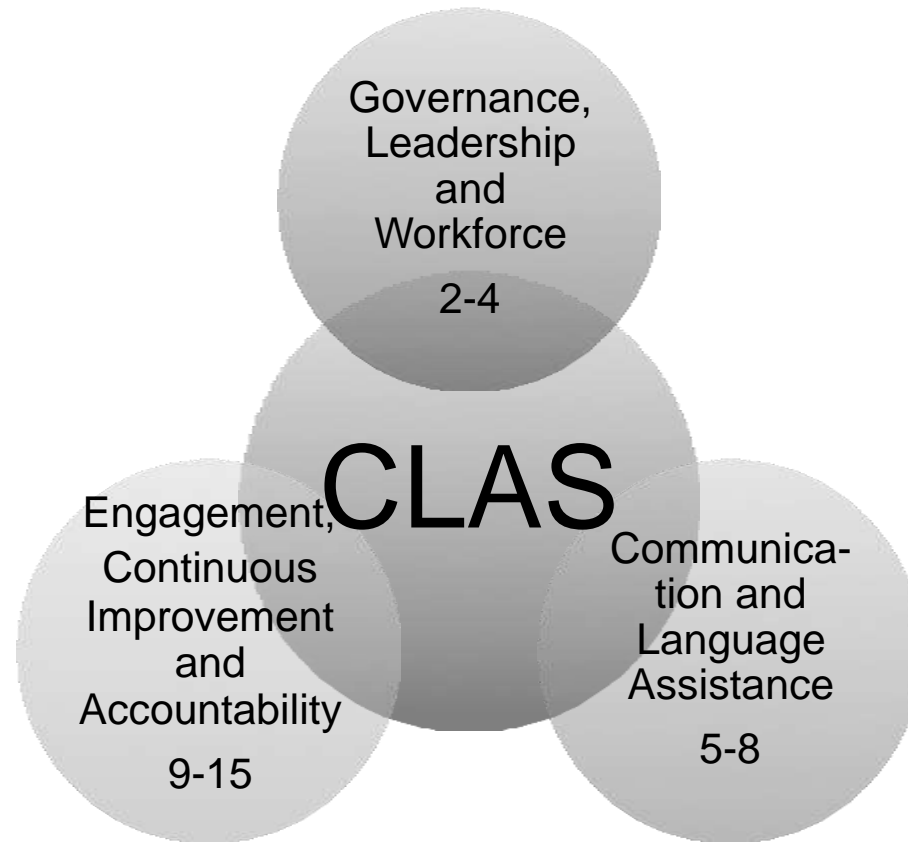 Governance,
Leadership
and
Workforce
2-4
CLAS
Engagement,
Continuous
Improvement
and
Accountability
9-15
Communica-
tion and
Language
Assistance
5-8